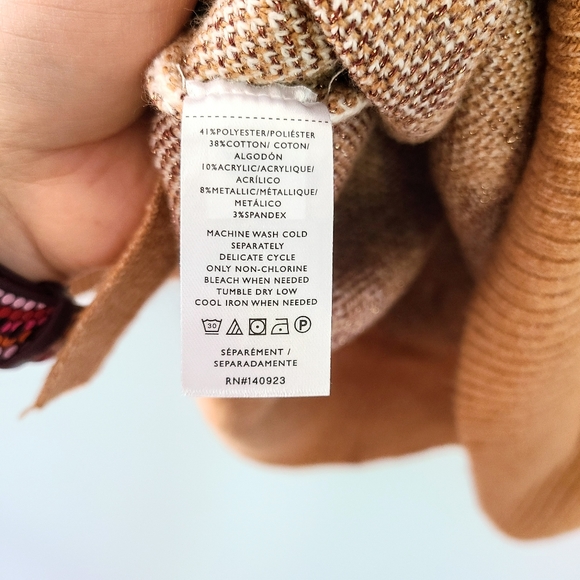 41%POLYESTER/POLIÉSTER
38%COTTON/ COTON/
ALGODÓN
10%ACRYLIC/ACRYLIQUE/
ACRÍLICO
8%METALLIC/MÉTALLIQUE/
METÁLICO
3%SPANDEX
MACHINE WASH COLD
SEPARATELY
DELICATE CYCLE
ONLY NON-CHLORINE
BLEACH WHEN NEEDED
TUMBLE DRY LOW
COOL IRON WHEN NEEDED
30 P
SÉPARÉMENT /
SEPARADAMENTE
RN#140923